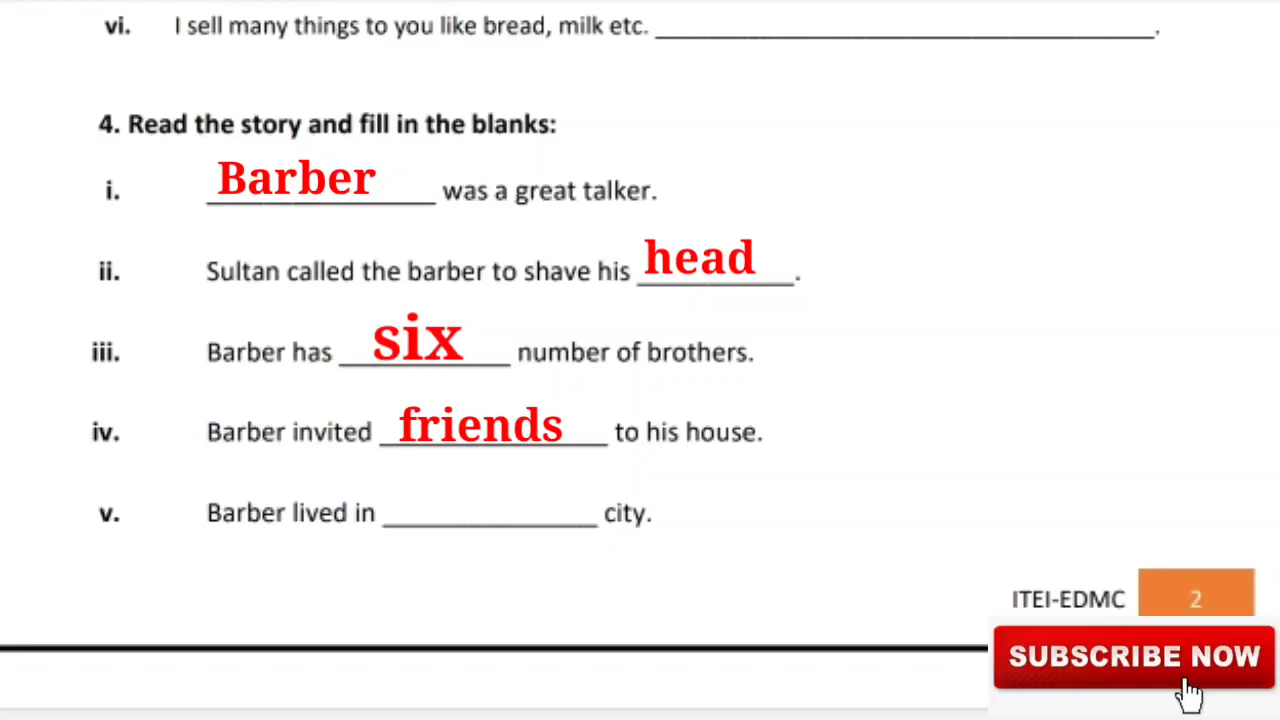 vi. I sell many things to you like bread, milk etc. ________________________________.
4. Read the story and fill in the blanks:
i. Barber was a great talker.
ii. Sultan called the barber to shave his head.
iii. Barber has six number of brothers.
iv. Barber invited friends to his house.
v. Barber lived in ______________ city.
ITEI-EDMC 2
SUBSCRIBE NOW